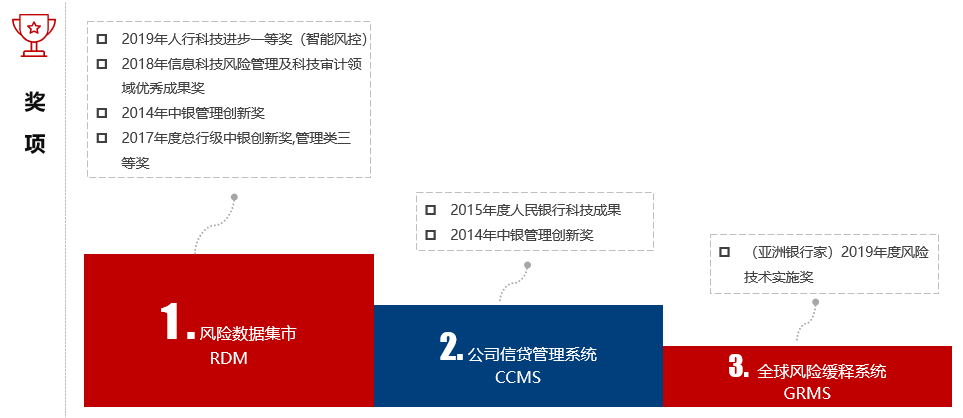 奖
项
2019年人行科技进步一等奖（智能风控）
2018年信息科技风险管理及科技审计领
域优秀成果奖
2014年中银管理创新奖
2017年度总行级中银创新奖,管理类三
等奖
1.风险数据集市
RDM
2015年度人民银行科技成果
2014年中银管理创新奖
2.公司信贷管理系统
CCMS
（亚洲银行家）2019年度风险
技术实施奖
3. 全球风险缓释系统
GRMS